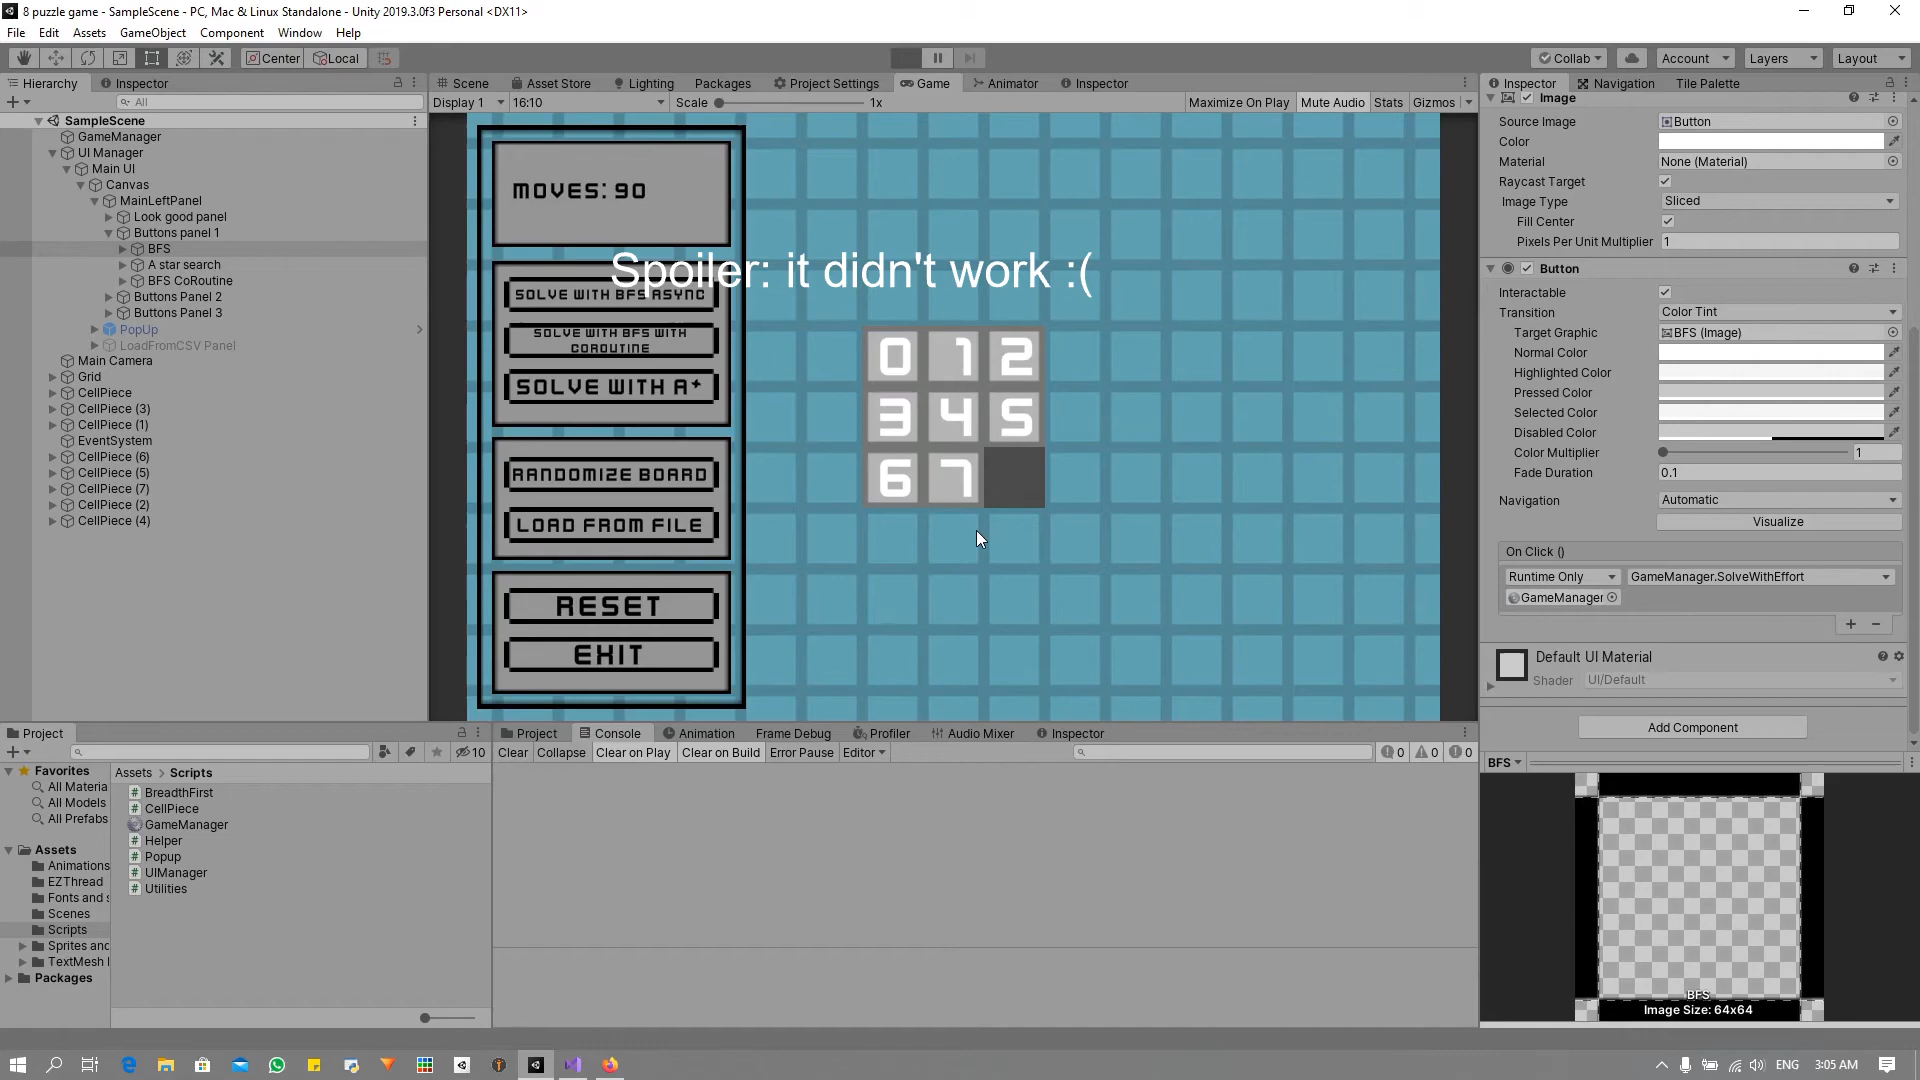 8 puzzle game - SampleScene - PC, Mac & Linux Standalone - Unity 2019.3.0f3 Personal <DX11>
File Edit Assets GameObject Component Window Help
Center Local
Collab Account Layers Layout
Hierarchy Inspector
All
SampleScene
GameManager
UI Manager
Main UI
Canvas
MainLeftPanel
Look good panel
Buttons panel 1
BFS
A star search
BFS CoRoutine
Buttons Panel 2
Buttons Panel 3
PopUp
LoadFromCSV Panel
Main Camera
Grid
CellPiece
CellPiece (3)
CellPiece (1)
EventSystem
CellPiece (6)
CellPiece (5)
CellPiece (7)
CellPiece (2)
CellPiece (4)
Scene Asset Store Lighting Packages Project Settings Game Animator Inspector
Display 1 16:10 Scale 1x Maximize On Play Mute Audio Stats Gizmos
MOVES: 90
Spoiler: it didn't work :(
SOLVE WITH BFS ASYNC
SOLVE WITH BFS WITH
COROUTINE
SOLVE WITH A*
RANDOMIZE BOARD
LOAD FROM FILE
RESET
EXIT
0 1 2
3 4 5
6 7
Inspector Navigation Tile Palette
Image
Source Image Button
Color
Material None (Material)
Raycast Target
Image Type Sliced
Fill Center
Pixels Per Unit Multiplier 1
Button
Interactable
Transition Color Tint
Target Graphic BFS (Image)
Normal Color
Highlighted Color
Pressed Color
Selected Color
Disabled Color
Color Multiplier 1
Fade Duration 0.1
Navigation Automatic
Visualize
On Click ()
Runtime Only GameManager.SolveWithEffort
GameManager
Default UI Material
Shader UI/Default
Add Component
BFS
BFS
Image Size: 64x64
Project
10
Favorites
All Materia
All Models
All Prefabs
Assets
Animations
EZThread
Fonts and s
Scenes
Scripts
Sprites and
TextMesh
Packages
Assets > Scripts
BreadthFirst
CellPiece
GameManager
Helper
Popup
UIManager
Utilities
Project Console Animation Frame Debug Profiler Audio Mixer Inspector
Clear Collapse Clear on Play Clear on Build Error Pause Editor 0 0 0
ENG 3:05 AM